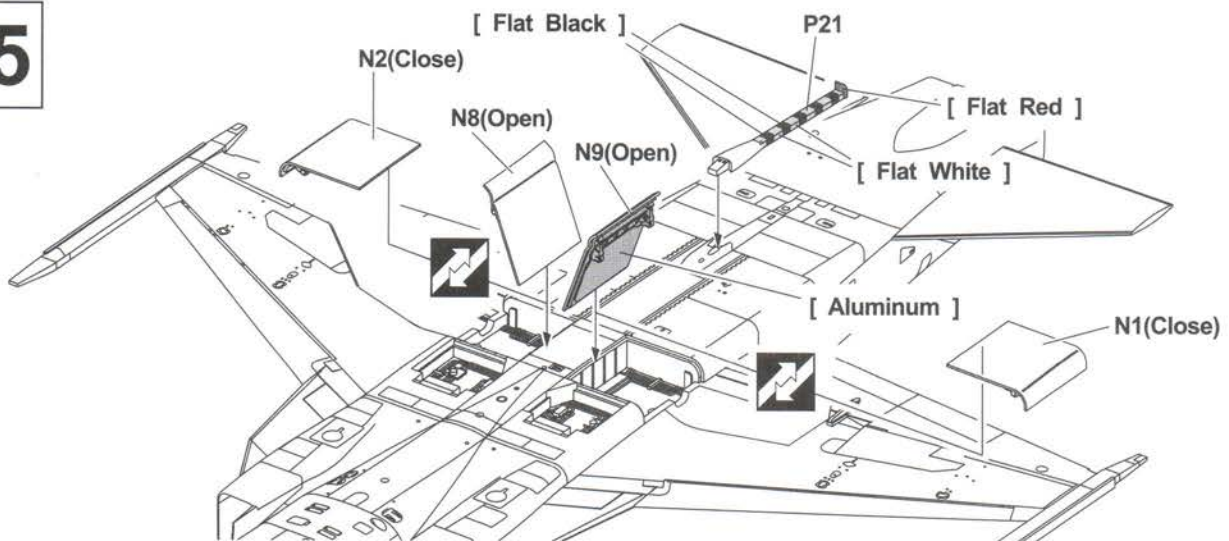 5
[ Flat Black ]
P21
N2(Close)
N8(Open)
[ Flat Red ]
N9(Open)
[ Flat White ]
[ Aluminum ]
N1(Close)